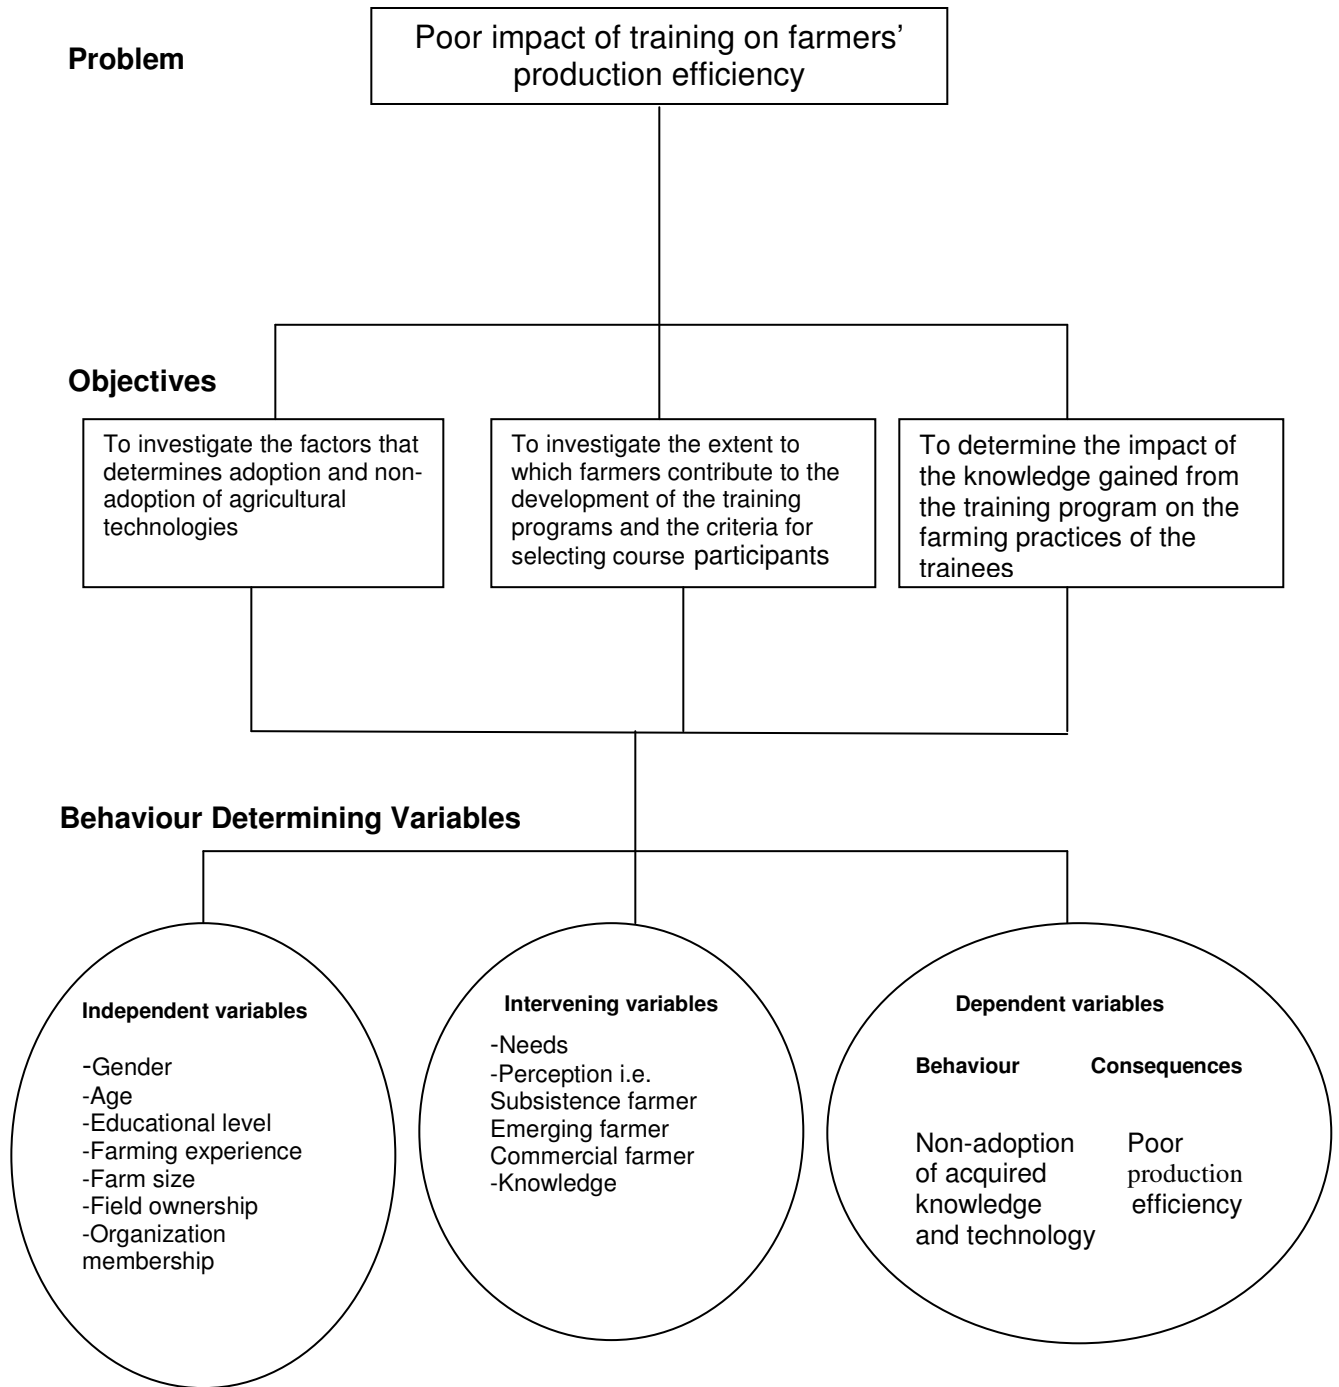 Problem
Poor impact of training on farmers’
production efficiency
Objectives
To investigate the factors that
determines adoption and non-
adoption of agricultural
technologies
To investigate the extent to
which farmers contribute to the
development of the training
programs and the criteria for
selecting course participants
To determine the impact of
the knowledge gained from
the training program on the
farming practices of the
trainees
Behaviour Determining Variables
Independent variables
-Gender
-Age
-Educational level
-Farming experience
-Farm size
-Field ownership
-Organization
membership
Intervening variables
-Needs
-Perception i.e.
Subsistence farmer
Emerging farmer
Commercial farmer
-Knowledge
Dependent variables
Behaviour
Non-adoption
of acquired
knowledge
and technology
Consequences
Poor
production
efficiency